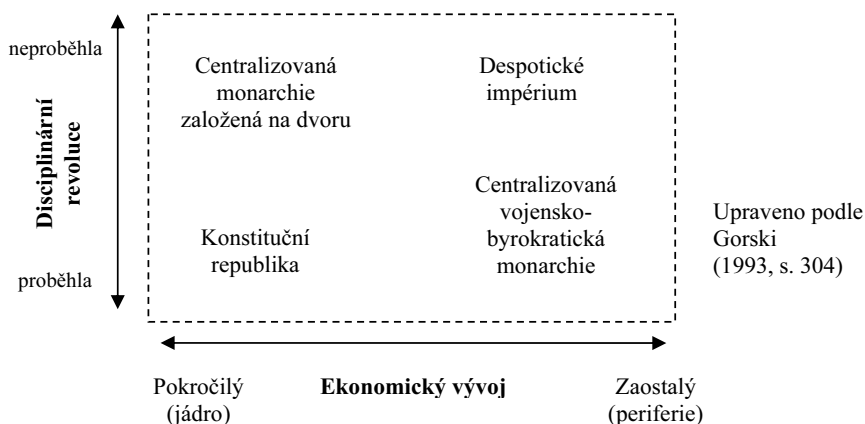 neproběhla
Disciplinární
revoluce
proběhla
Centralizovaná
monarchie
založená na dvoru
Despotické
impérium
Konstituční
republika
Centralizovaná
vojensko-
byrokratická
monarchie
Upraveno podle
Gorski
(1993, s. 304)
Pokročilý
(jádro)
Ekonomický vývoj
Zaostalý
(periferie)